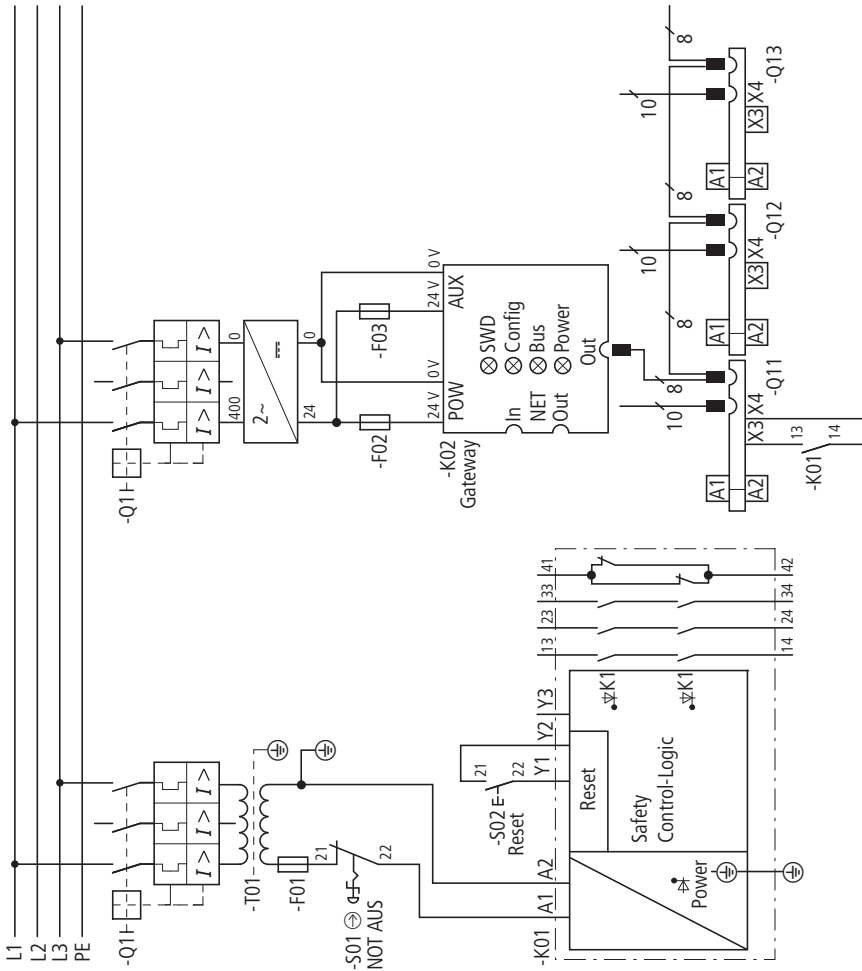 L1
L2
L3
PE
-Q1
I > I > I >
-T01
-F01
21
22
-S01
NOT AUS
-K01
A1
A2
Power
Safety
Control-Logic
Reset
-S02
Reset
21
22
Y1
Y2
Y3
K1
K1
13
23
33
41
14
24
34
42
-Q1
I > I > I >
400
0
2~
24
0
-F02
-F03
-K02
Gateway
24 V
0 V
24 V
0 V
POW
AUX
SWD
Config
Bus
Power
In
NET
Out
Out
8
10
A1
A2
X3
X4
-Q11
13
14
-K01
8
10
A1
A2
X3
X4
-Q12
8
10
A1
A2
X3
X4
-Q13
8